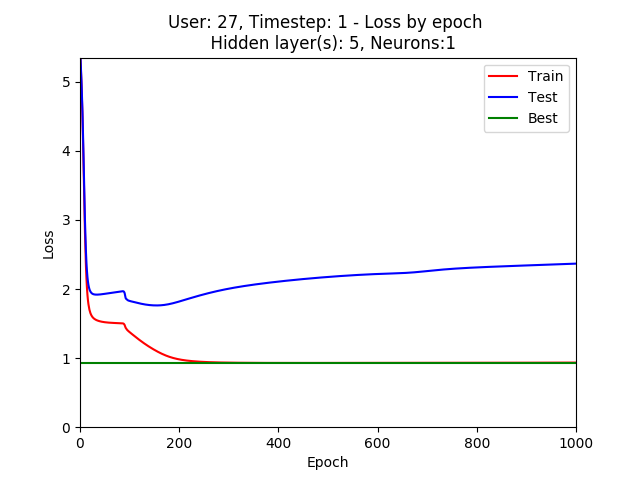 User: 27, Timestep: 1 - Loss by epoch
Hidden layer(s): 5, Neurons:1
Train
Test
Best
Loss
5
4
3
2
1
0
0 200 400 600 800 1000
Epoch